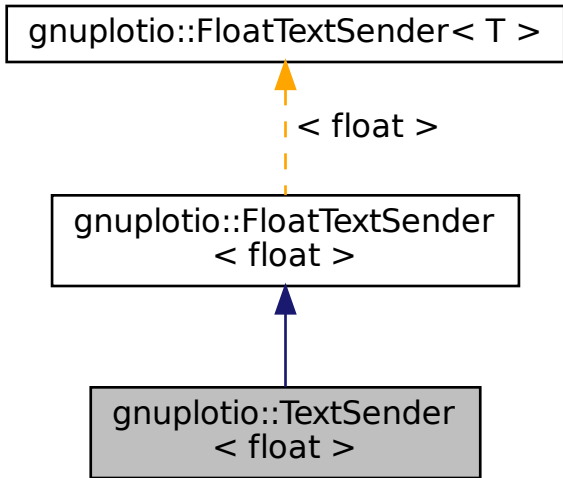 gnuplotio::FloatTextSender< T >
< float >
gnuplotio::FloatTextSender
< float >
gnuplotio::TextSender
< float >